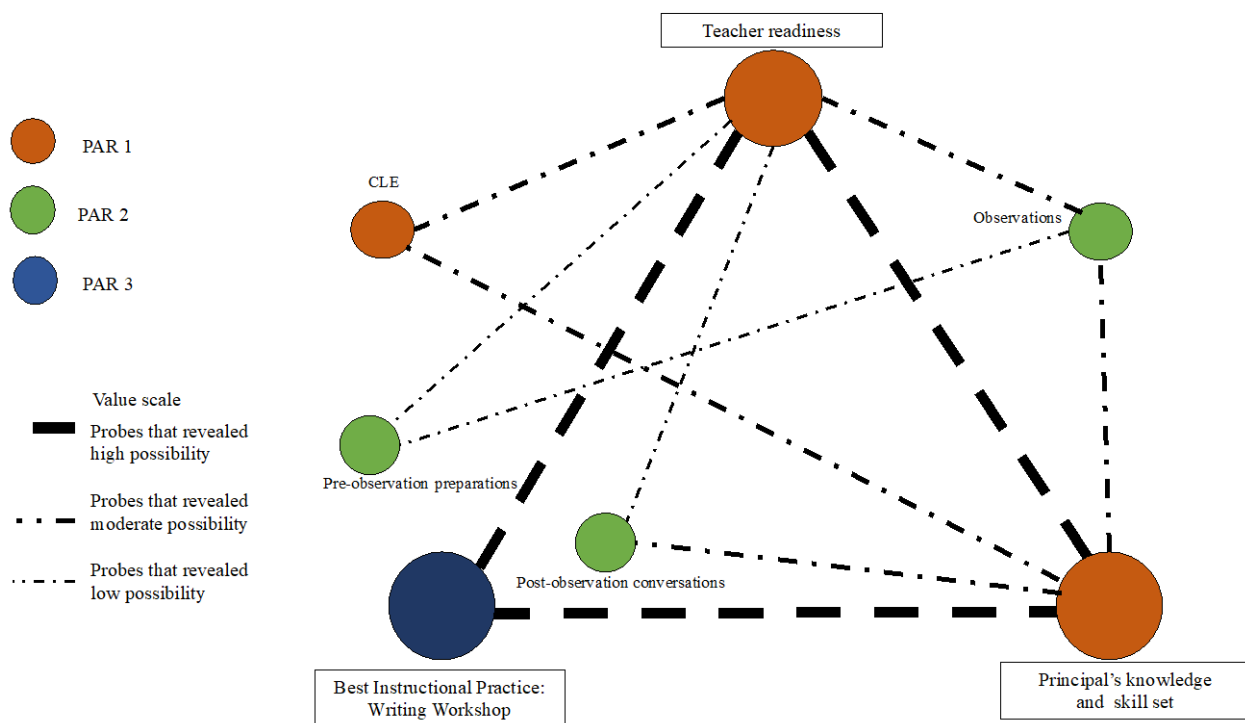 Teacher readiness
PAR 1
CLE
PAR 2
Observations
PAR 3
Value scale
Probes that revealed
high possibility
Pre-observation preparations
Probes that revealed
moderate possibility
Post-observation conversations
Probes that revealed
low possibility
Best Instructional Practice:
Writing Workshop
Principal’s knowledge
and skill set